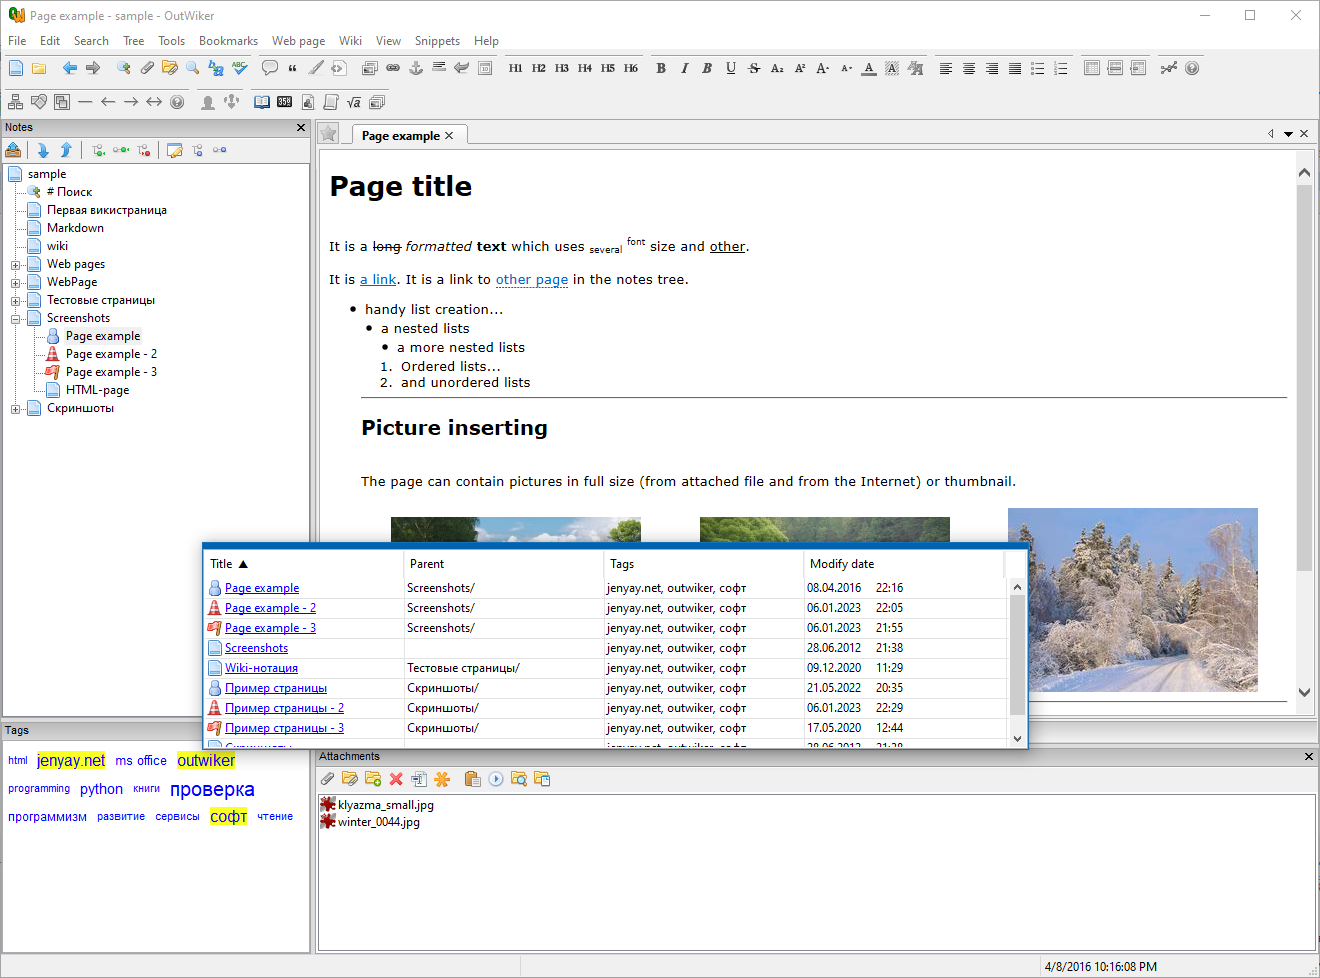 Page example - sample - OutWiker
File Edit Search Tree Tools Bookmarks Web page Wiki View Snippets Help
H1 H2 H3 H4 H5 H6 B I B U S A₂ A² A A A
√a
Notes
sample
# Поиск
Первая викистраница
Markdown
wiki
Web pages
WebPage
Тестовые страницы
Screenshots
Page example
Page example - 2
Page example - 3
HTML-page
Скриншоты
Page example
Page title
It is a long formatted text which uses several font size and other.
It is a link. It is a link to other page in the notes tree.
• handy list creation...
• a nested lists
• a more nested lists
1. Ordered lists...
2. and unordered lists
Picture inserting
The page can contain pictures in full size (from attached file and from the Internet) or thumbnail.
Title ▲ Parent Tags Modify date
Page example Screenshots/ jenyay.net, outwiker, софт 08.04.2016 22:16
Page example - 2 Screenshots/ jenyay.net, outwiker, софт 06.01.2023 22:05
Page example - 3 Screenshots/ jenyay.net, outwiker, софт 06.01.2023 21:55
Screenshots jenyay.net, outwiker, софт 28.06.2012 21:38
Wiki-нотация Тестовые страницы/ jenyay.net, outwiker, софт 09.12.2020 11:29
Пример страницы Скриншоты/ jenyay.net, outwiker, софт 21.05.2022 20:35
Пример страницы - 2 Скриншоты/ jenyay.net, outwiker, софт 06.01.2023 22:29
Пример страницы - 3 Скриншоты/ jenyay.net, outwiker, софт 17.05.2020 12:44
Скриншоты jenyay.net, outwiker, софт 28.06.2012 21:38
Tags
html jenyay.net ms office outwiker
programming python книги проверка
программизм развитие сервисы софт чтение
Attachments
klyazma_small.jpg
winter_0044.jpg
4/8/2016 10:16:08 PM